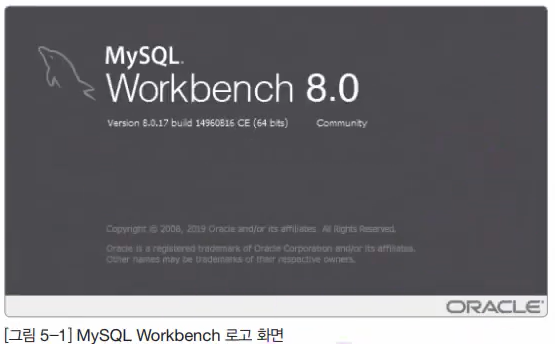 MySQL.
Workbench 8.0
Version 8.0.17 build 14960816 CE (64 bits) Community
Copyright © 2006, 2019 Oracle and/or its affiliates. All Rights Reserved.
Oracle is a registered trademark of Oracle Corporation and/or its affiliates.
Other names may be trademarks of their respective owners.
ORACLE
[그림 5-1] MySQL Workbench 로고 화면